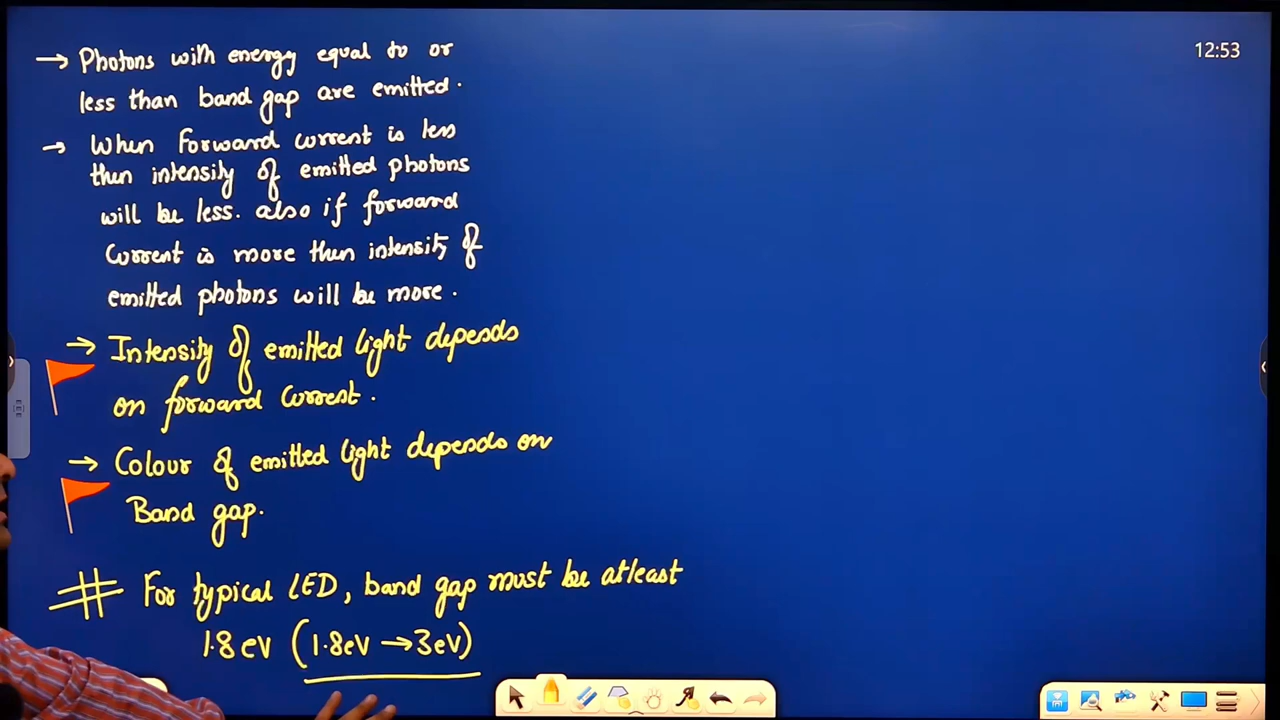 → Photons with energy equal to or
less than band gap are emitted.
→ When Forward current is less
then intensity of emitted photons
will be less. also if forward
current is more then intensity of
emitted photons will be more.
→ Intensity of emitted light depends
on forward current.
→ Colour of emitted light depends on
Band gap.
# For typical LED, band gap must be atleast
1.8 eV (1.8eV → 3eV)
12:53